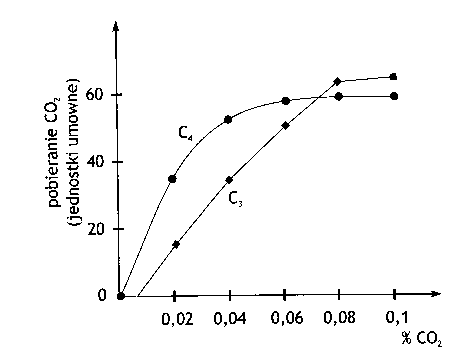 pobieranie CO₂
(jednostki umowne)
60
40
20
0
C₄
C₃
0,02 0,04 0,06 0,08 0,1
% CO₂